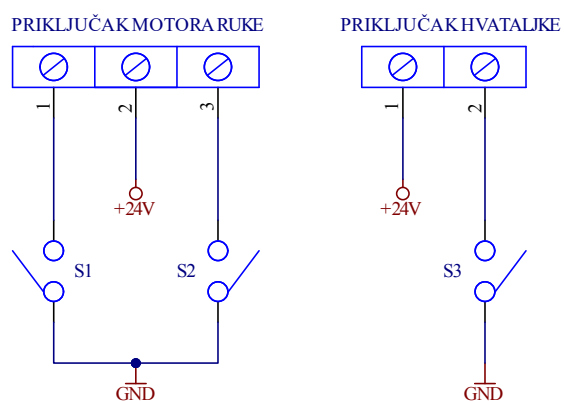 PRIKLJUČAK MOTORA RUKE
PRIKLJUČAK HVATALJKE
1
2
3
1
2
+24V
+24V
S1
S2
S3
GND
GND